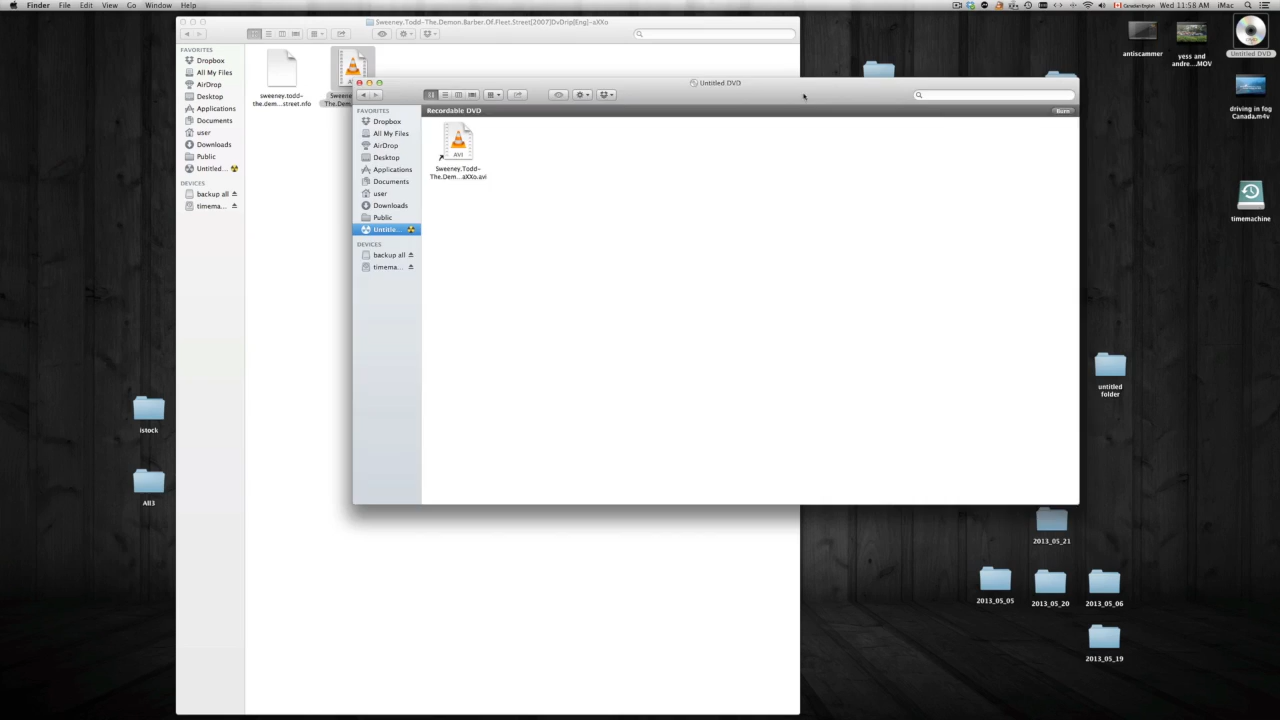 Finder File Edit View Go Window Help
Canadian English Wed 11:58 AM iMac
Sweeney.Todd-The.Demon.Barber.Of.Fleet.Street[2007]DvDrip[Eng]-aXXo
FAVORITES
Dropbox
All My Files
AirDrop
Desktop
Applications
Documents
user
Downloads
Public
Untitled...
DEVICES
backup all
timema...
sweeney.todd-
the.dem...street.nfo
Untitled DVD
FAVORITES
Dropbox
All My Files
AirDrop
Desktop
Applications
Documents
user
Downloads
Public
Untitle...
DEVICES
backup all
timema...
Recordable DVD
Burn
AVI
Sweeney.Todd-
The.Dem...aXXo.avi
antiscammer
yess and
andre....MOV
DVD
Untitled DVD
driving in fog
Canada.m4v
timemachine
untitled
folder
istock
All3
2013_05_21
2013_05_05
2013_05_20
2013_05_06
2013_05_19